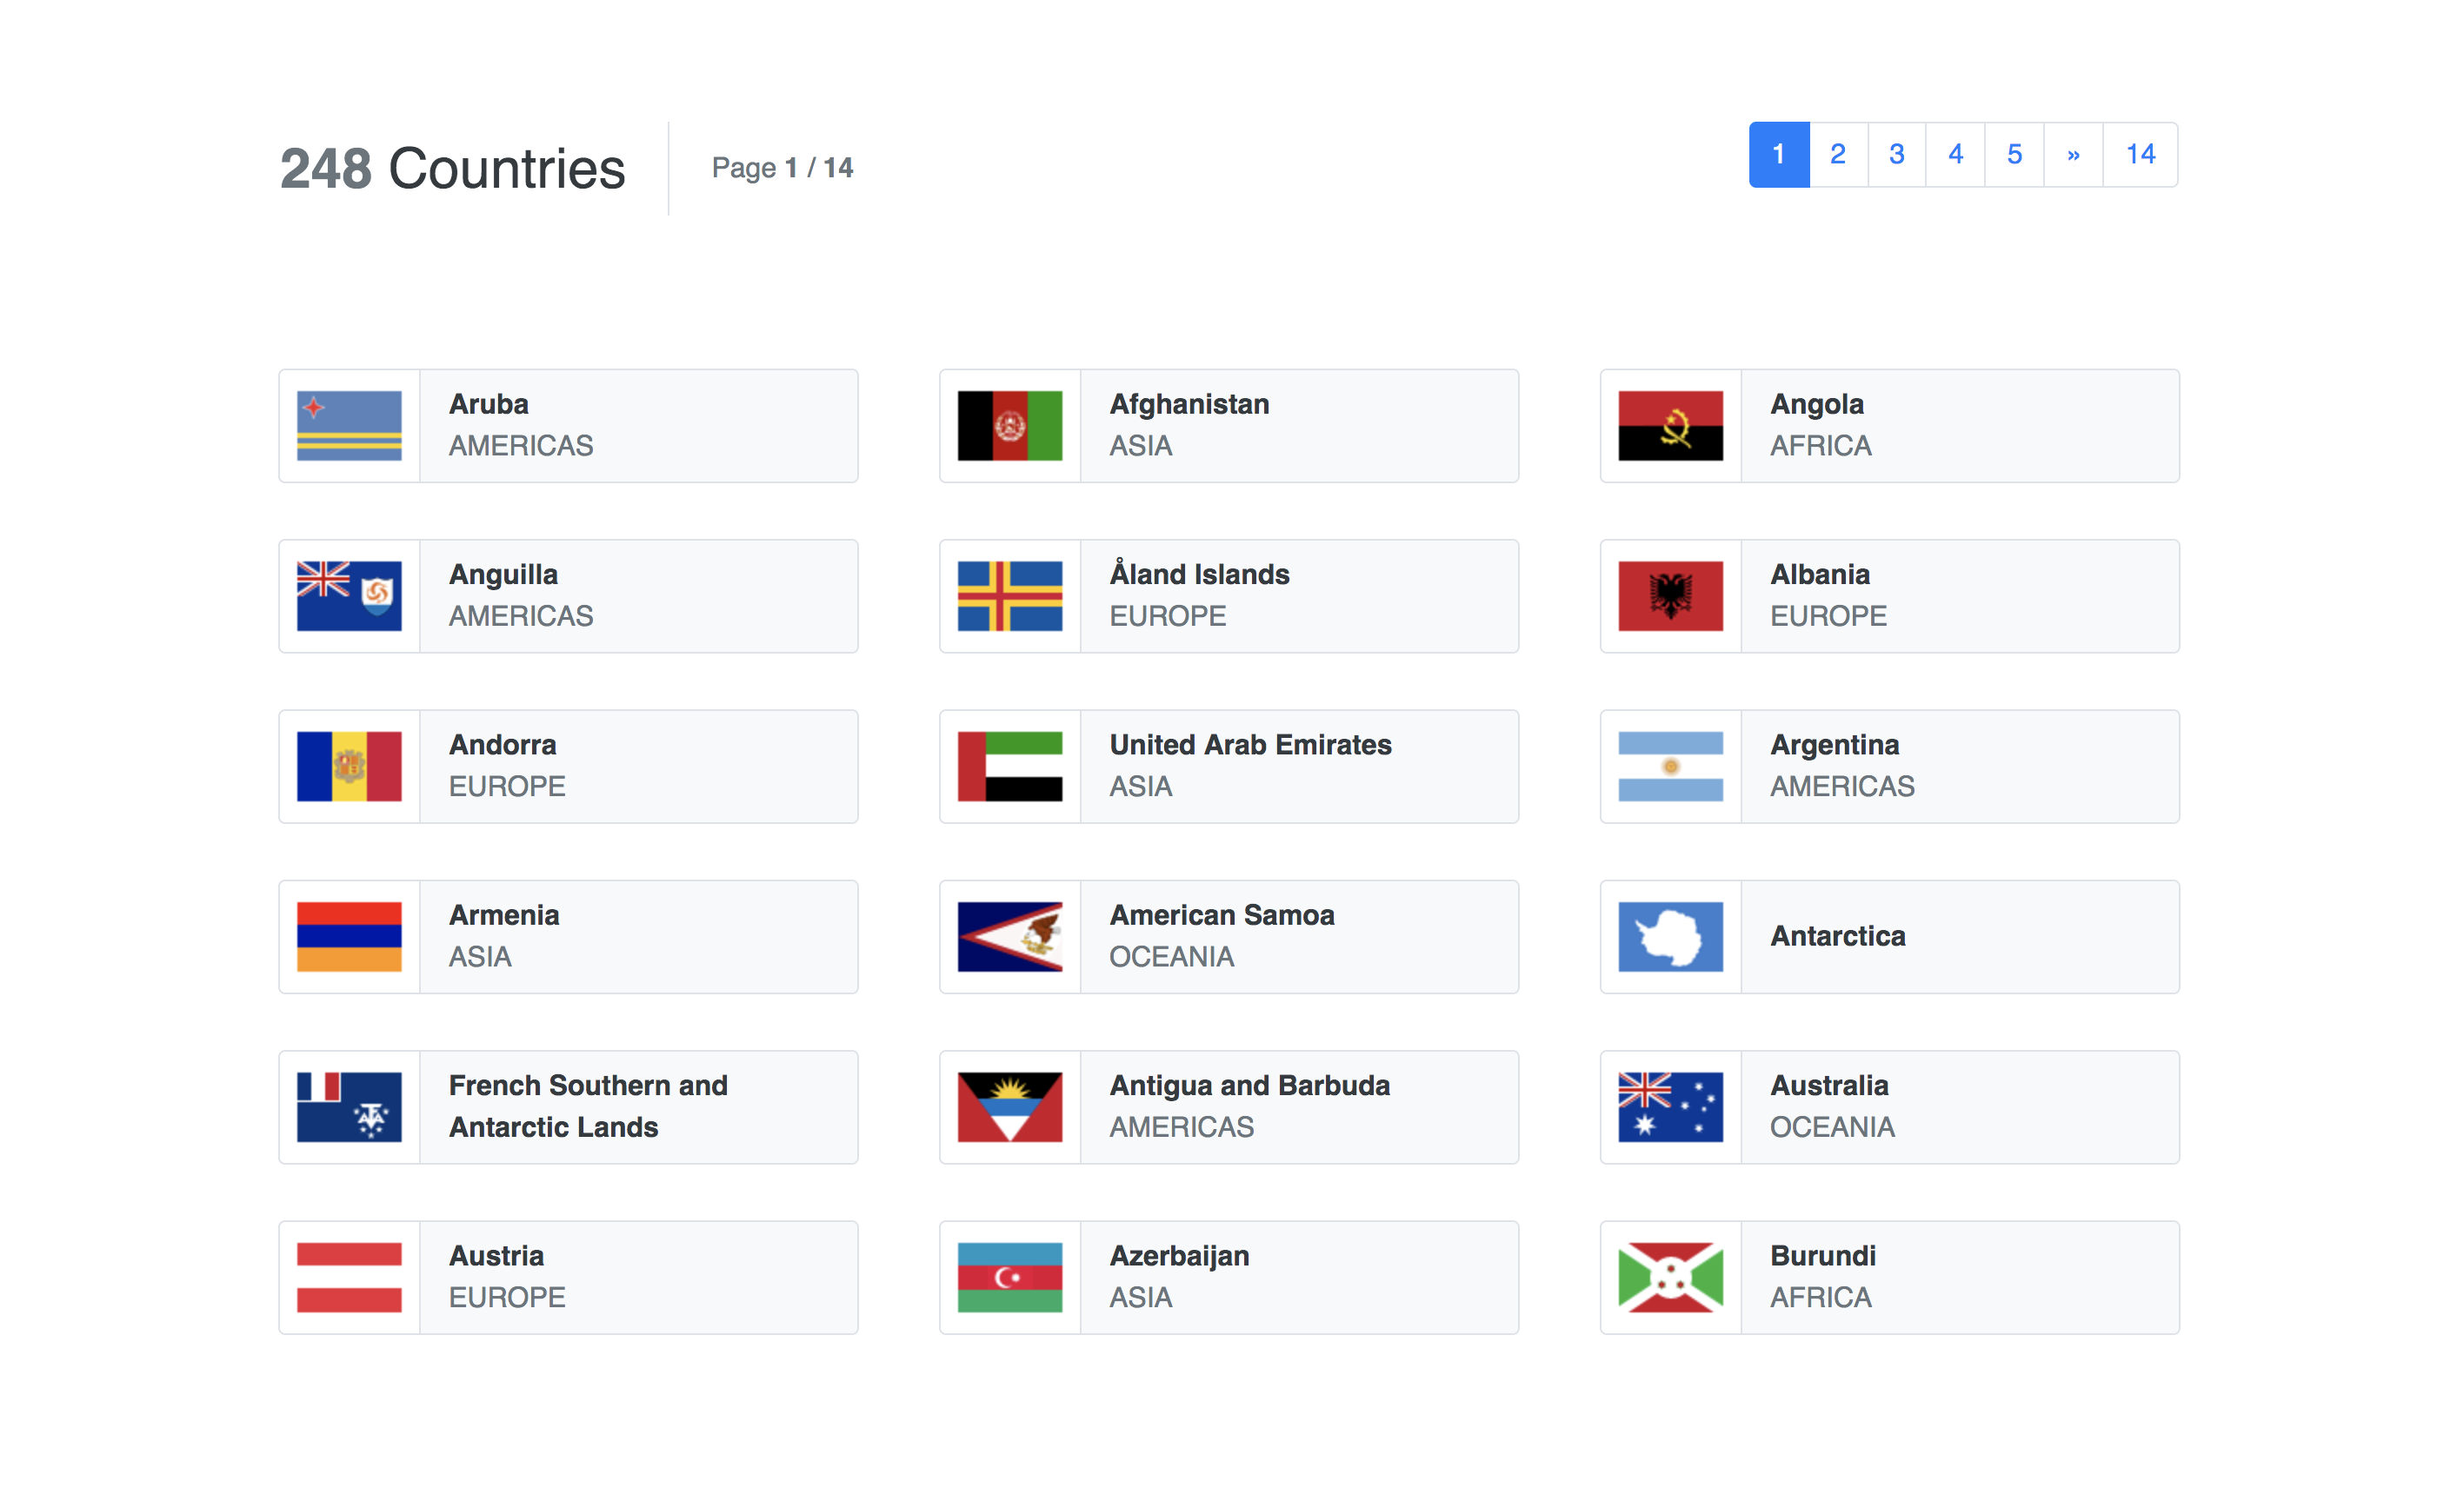 248 Countries
Page 1 / 14
1 2 3 4 5 » 14
Aruba
AMERICAS
Afghanistan
ASIA
Angola
AFRICA
Anguilla
AMERICAS
Åland Islands
EUROPE
Albania
EUROPE
Andorra
EUROPE
United Arab Emirates
ASIA
Argentina
AMERICAS
Armenia
ASIA
American Samoa
OCEANIA
Antarctica
French Southern and
Antarctic Lands
Antigua and Barbuda
AMERICAS
Australia
OCEANIA
Austria
EUROPE
Azerbaijan
ASIA
Burundi
AFRICA